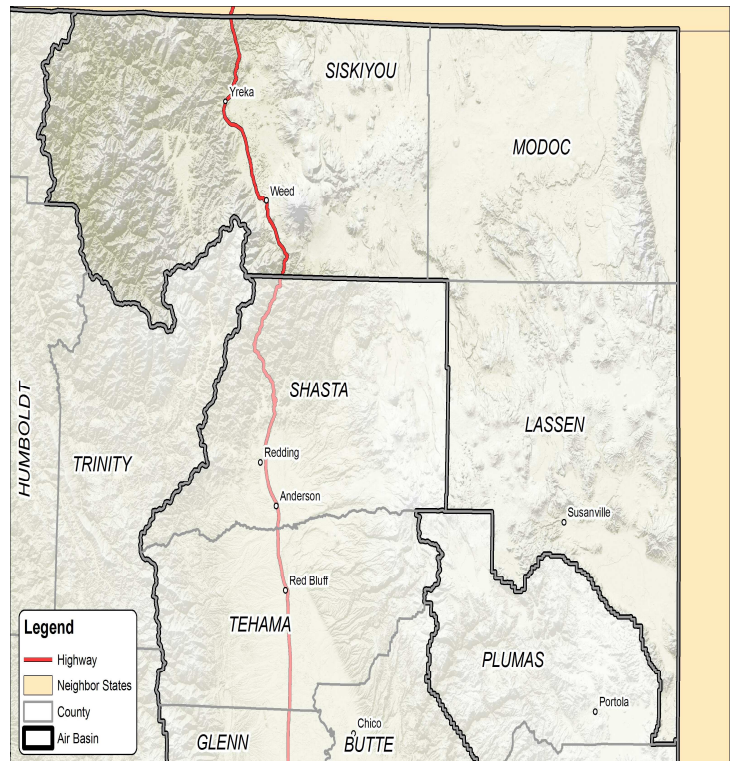 SISKIYOU
Yreka
MODOC
Weed
HUMBOLDT
SHASTA
LASSEN
TRINITY
Redding
Anderson
Susanville
Red Bluff
TEHAMA
PLUMAS
Portola
Chico
GLENN
BUTTE
Legend
Highway
Neighbor States
County
Air Basin